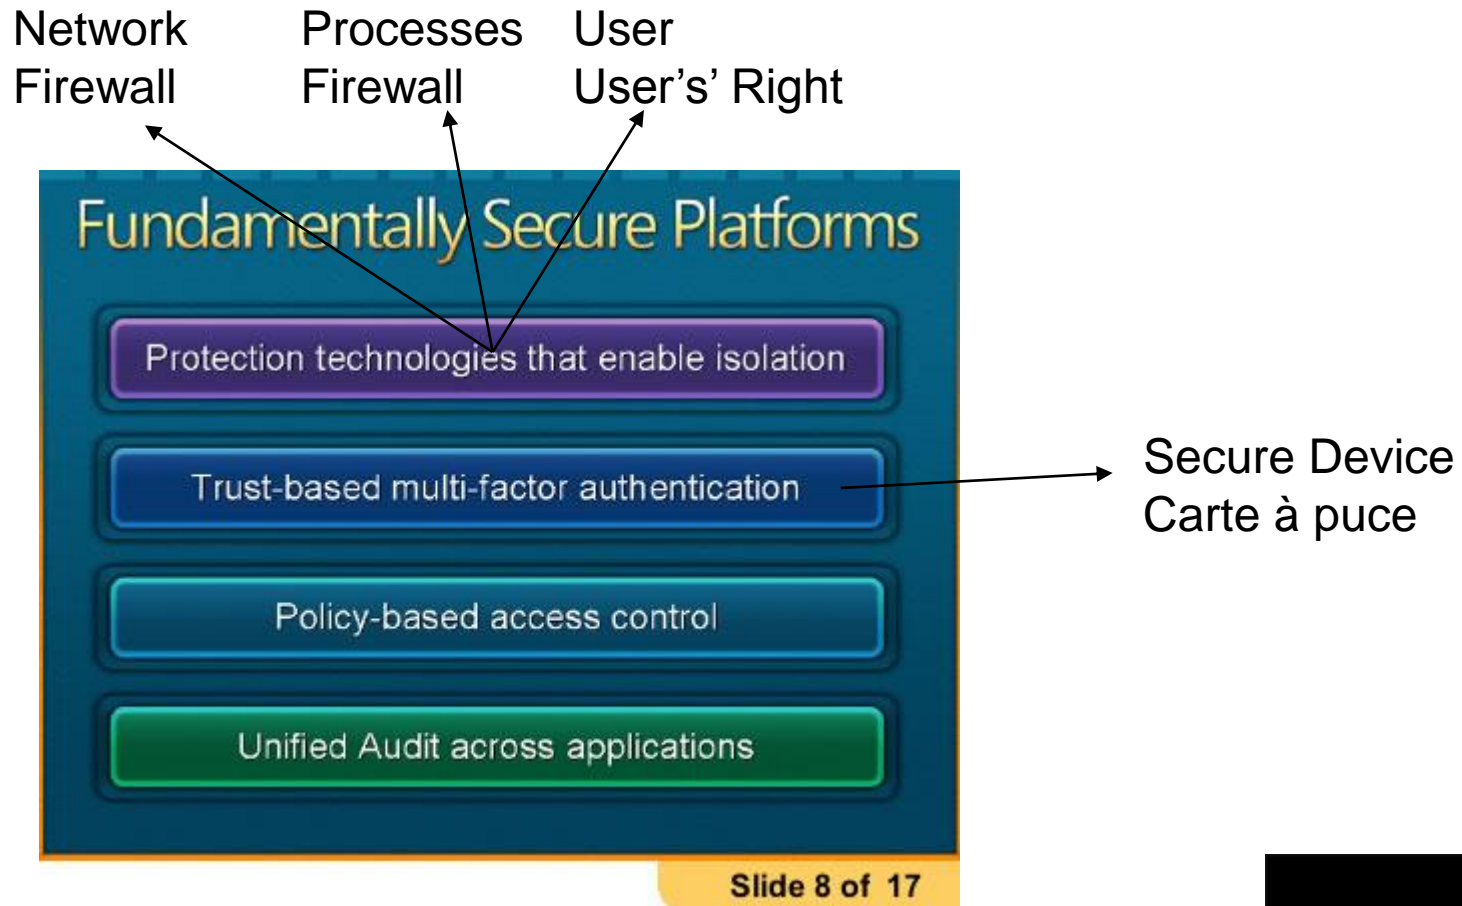 Network
Firewall
Processes
Firewall
User
User’s’ Right
Fundamentally Secure Platforms
Protection technologies that enable isolation
Trust-based multi-factor authentication
Secure Device
Carte à puce
Policy-based access control
Unified Audit across applications
Slide 8 of 17